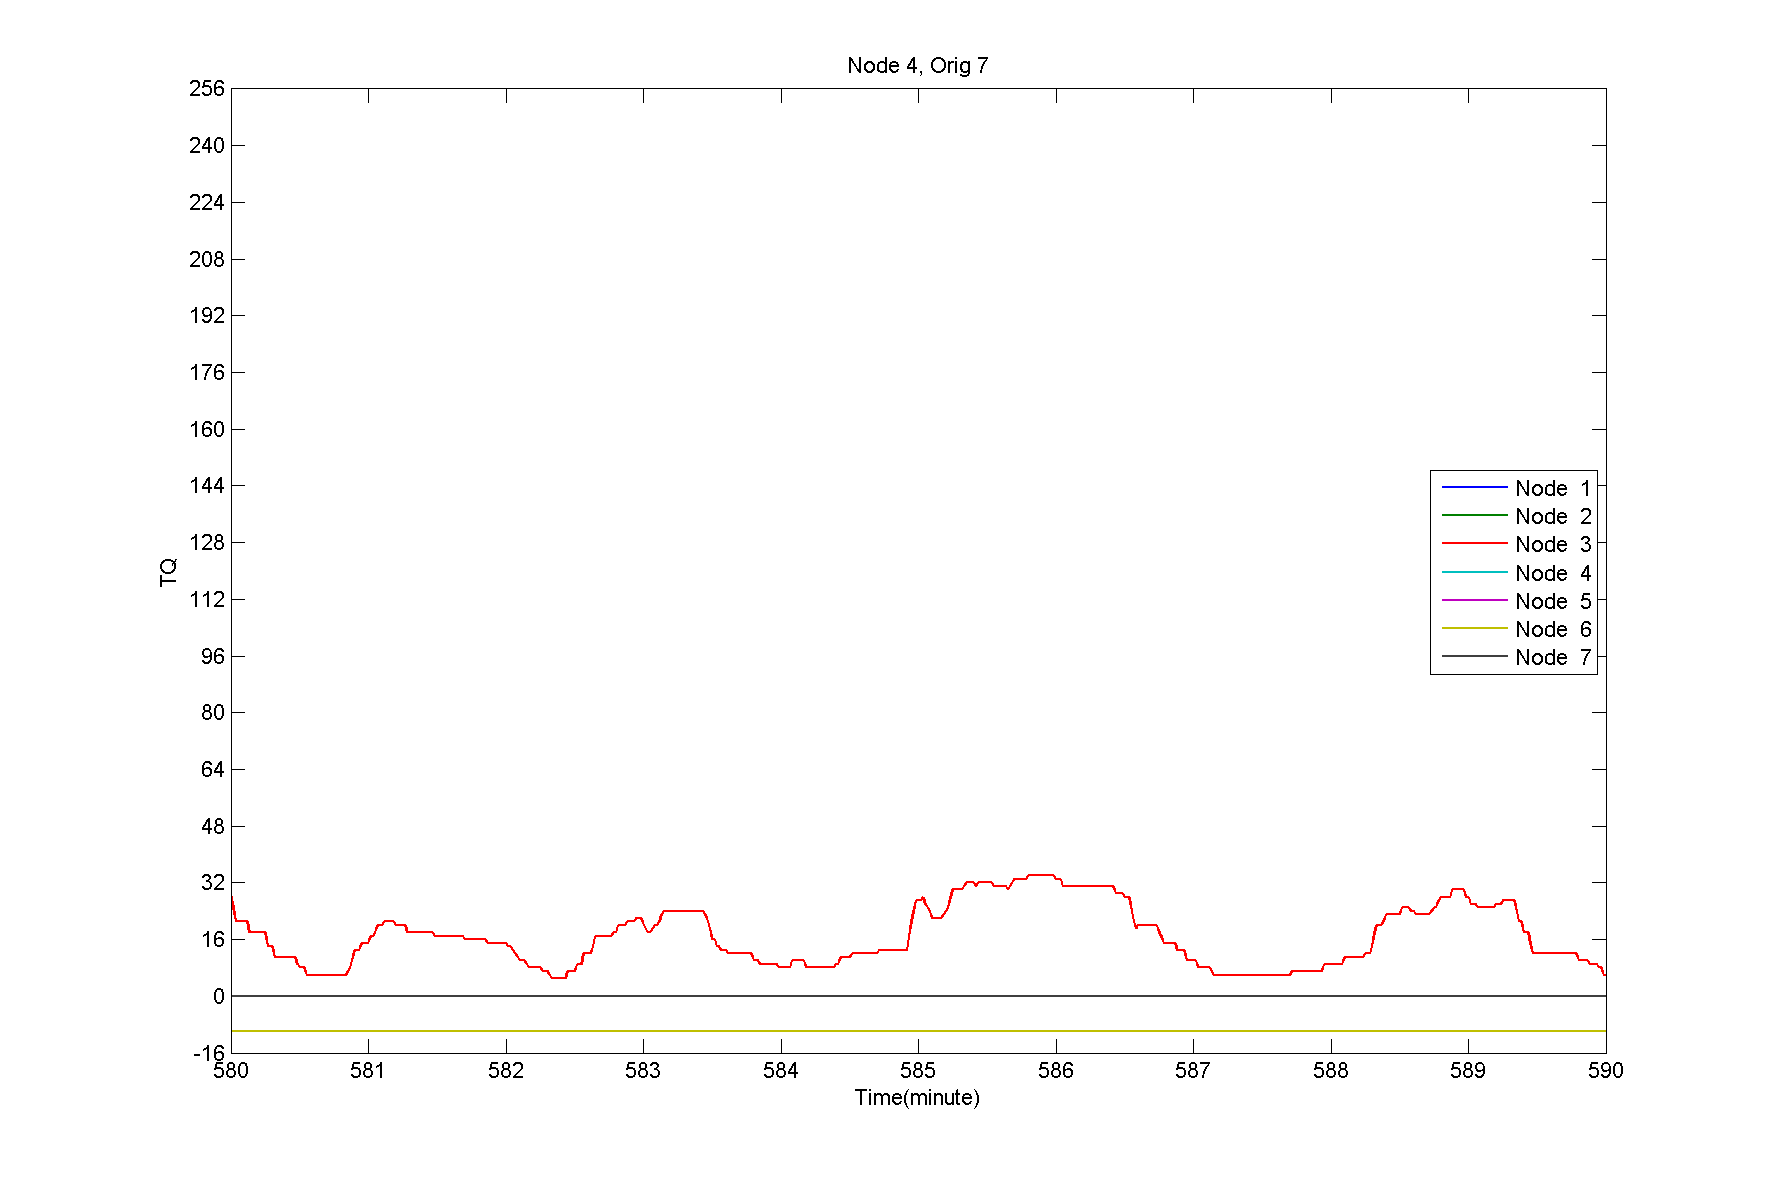 Node 4, Orig 7
256
240
224
208
192
176
160
144
128
112
96
80
64
48
32
16
0
-16
TQ
Node 1
Node 2
Node 3
Node 4
Node 5
Node 6
Node 7
580 581 582 583 584 585 586 587 588 589 590
Time(minute)